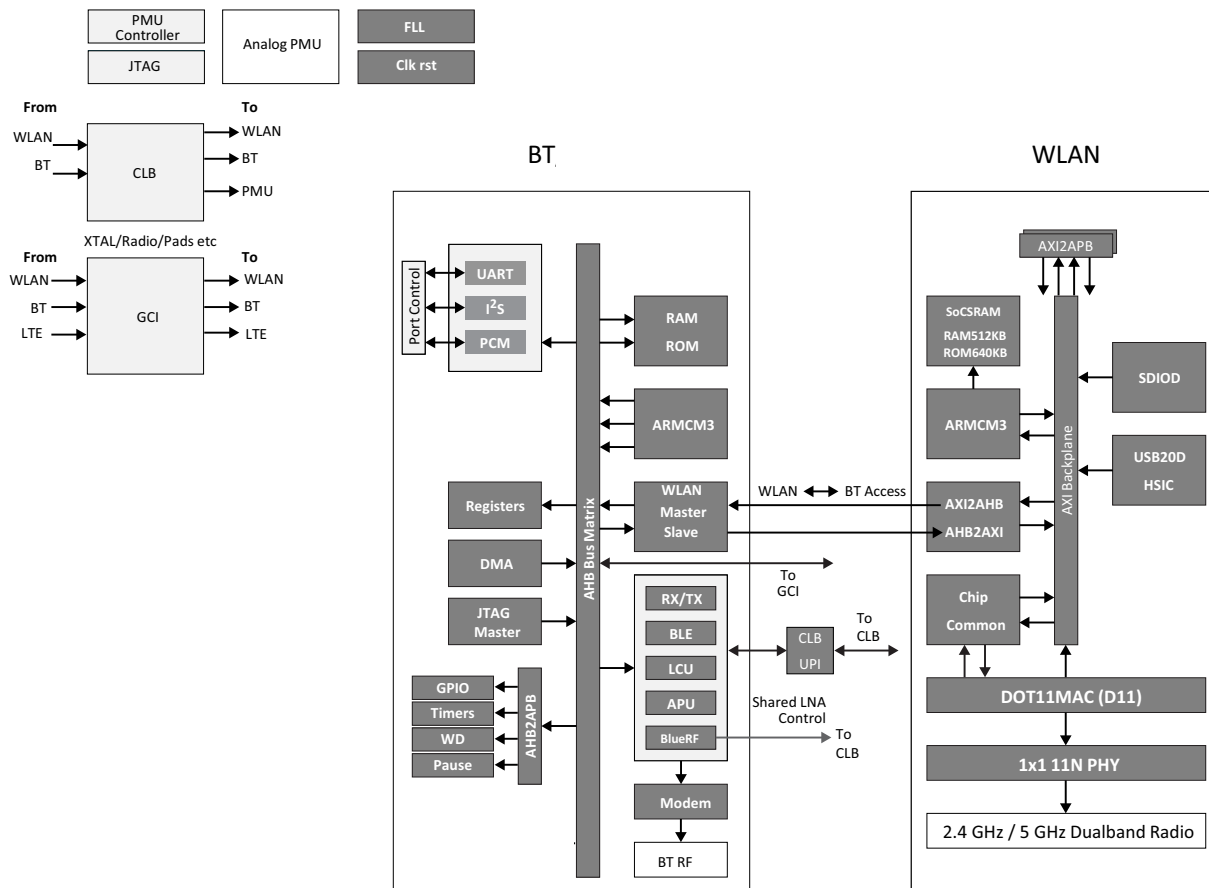 PMU
Controller
JTAG
Analog PMU
FLL
Clk rst
From
To
WLAN
BT
CLB
WLAN
BT
PMU
XTAL/Radio/Pads etc
From
To
WLAN
BT
LTE
GCI
WLAN
BT
LTE
BT
Port Control
UART
I²S
PCM
AHB Bus Matrix
RAM
ROM
ARMCM3
Registers
WLAN
Master
Slave
DMA
JTAG
Master
GPIO
Timers
WD
Pause
AHB2APB
RX/TX
BLE
LCU
APU
BlueRF
Modem
BT RF
WLAN
BT Access
To
GCI
CLB
UPI
To
CLB
Shared LNA
Control
To
CLB
WLAN
AXI2APB
SoCSRAM
RAM512KB
ROM640KB
ARMCM3
AXI Backplane
SDIOD
USB20D
HSIC
AXI2AHB
AHB2AXI
Chip
Common
DOT11MAC (D11)
1x1 11N PHY
2.4 GHz / 5 GHz Dualband Radio